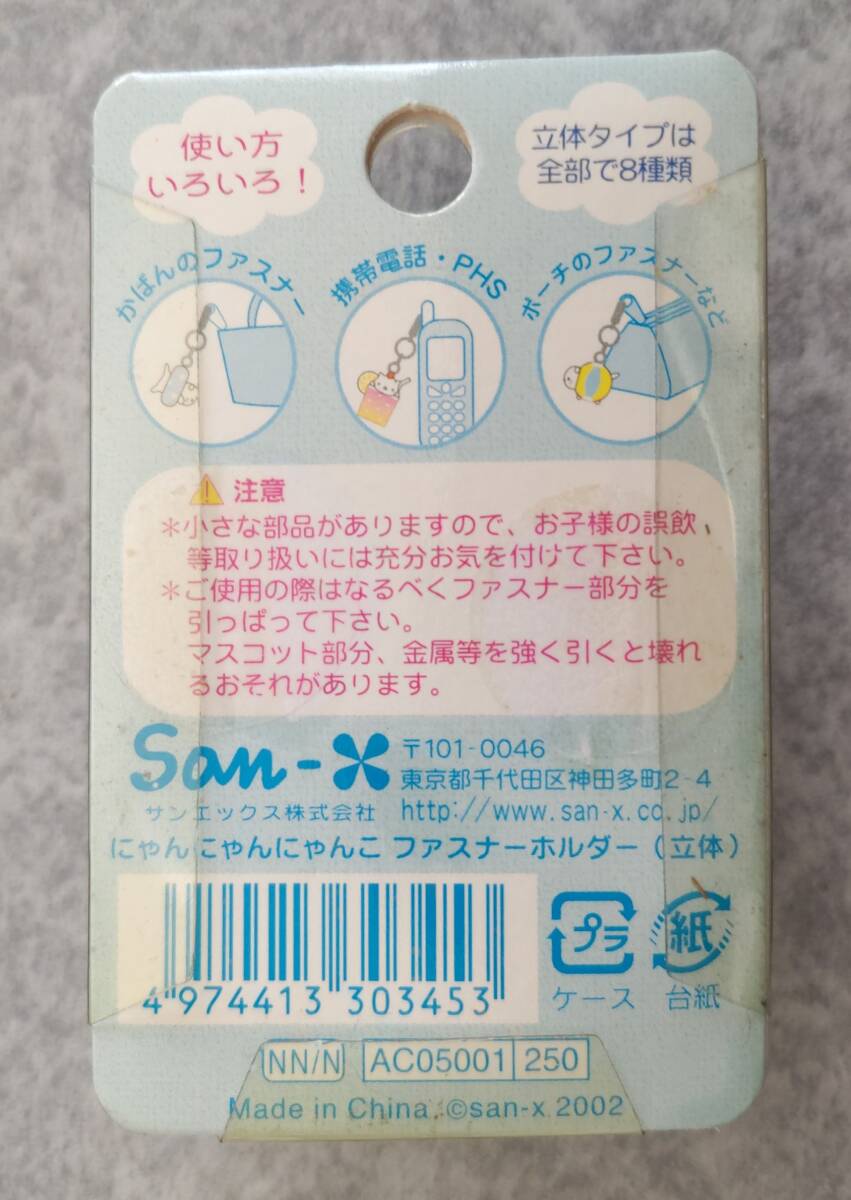 使い方
いろいろ！
立体タイプは
全部で8種類
かばんのファスナー
携帯電話・PHS
ポーチのファスナーなど
注意
＊小さな部品がありますので、お子様の誤飲
等取り扱いには充分お気を付けて下さい。
＊ご使用の際はなるべくファスナー部分を
引っぱって下さい。
マスコット部分、金属等を強く引くと壊れ
るおそれがあります。
San-X
サンエックス株式会社
〒101-0046
東京都千代田区神田多町2-4
http://www.san-x.co.jp/
にゃんにゃんにゃんこ ファスナーホルダー（立体）
4 974413 303453
プラ
ケース
紙
台紙
NN/N AC05001 250
Made in China. ©san-x 2002